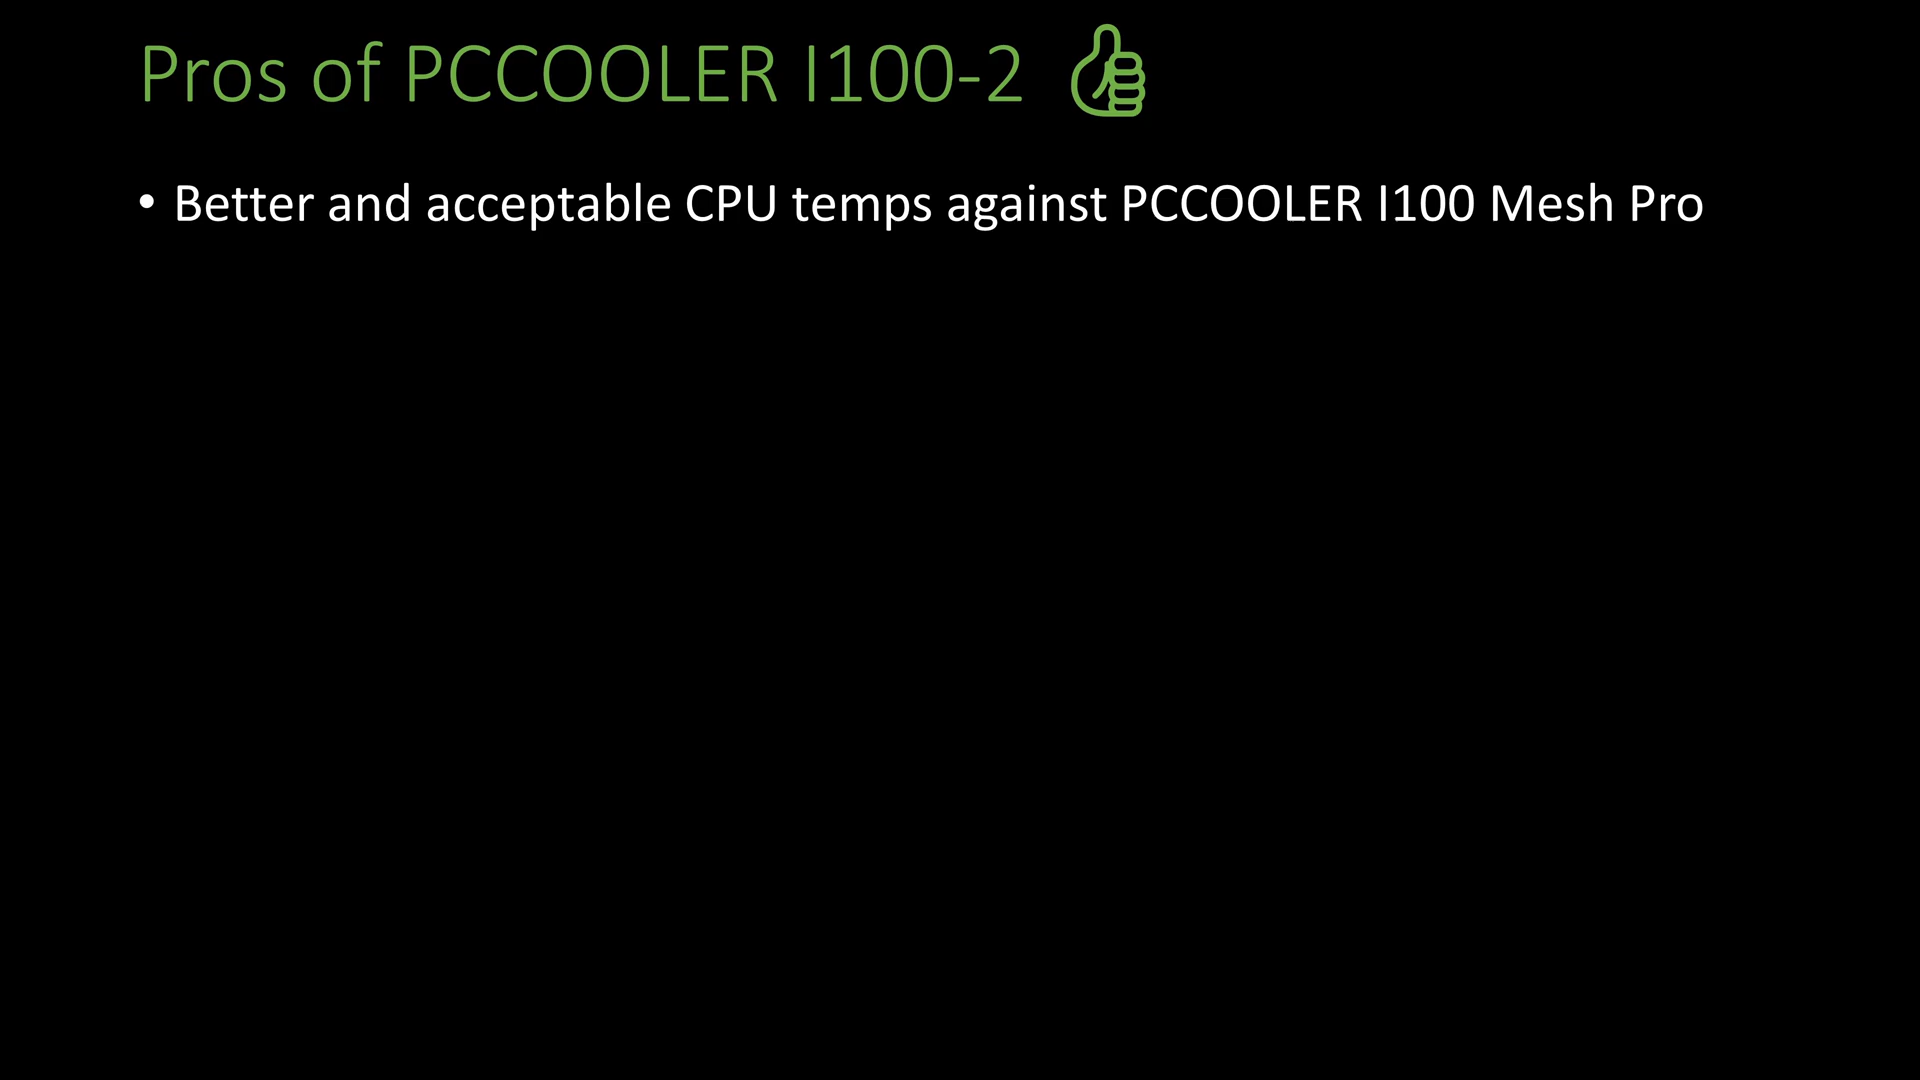 Pros of PCCOOLER I100-2
• Better and acceptable CPU temps against PCCOOLER I100 Mesh Pro